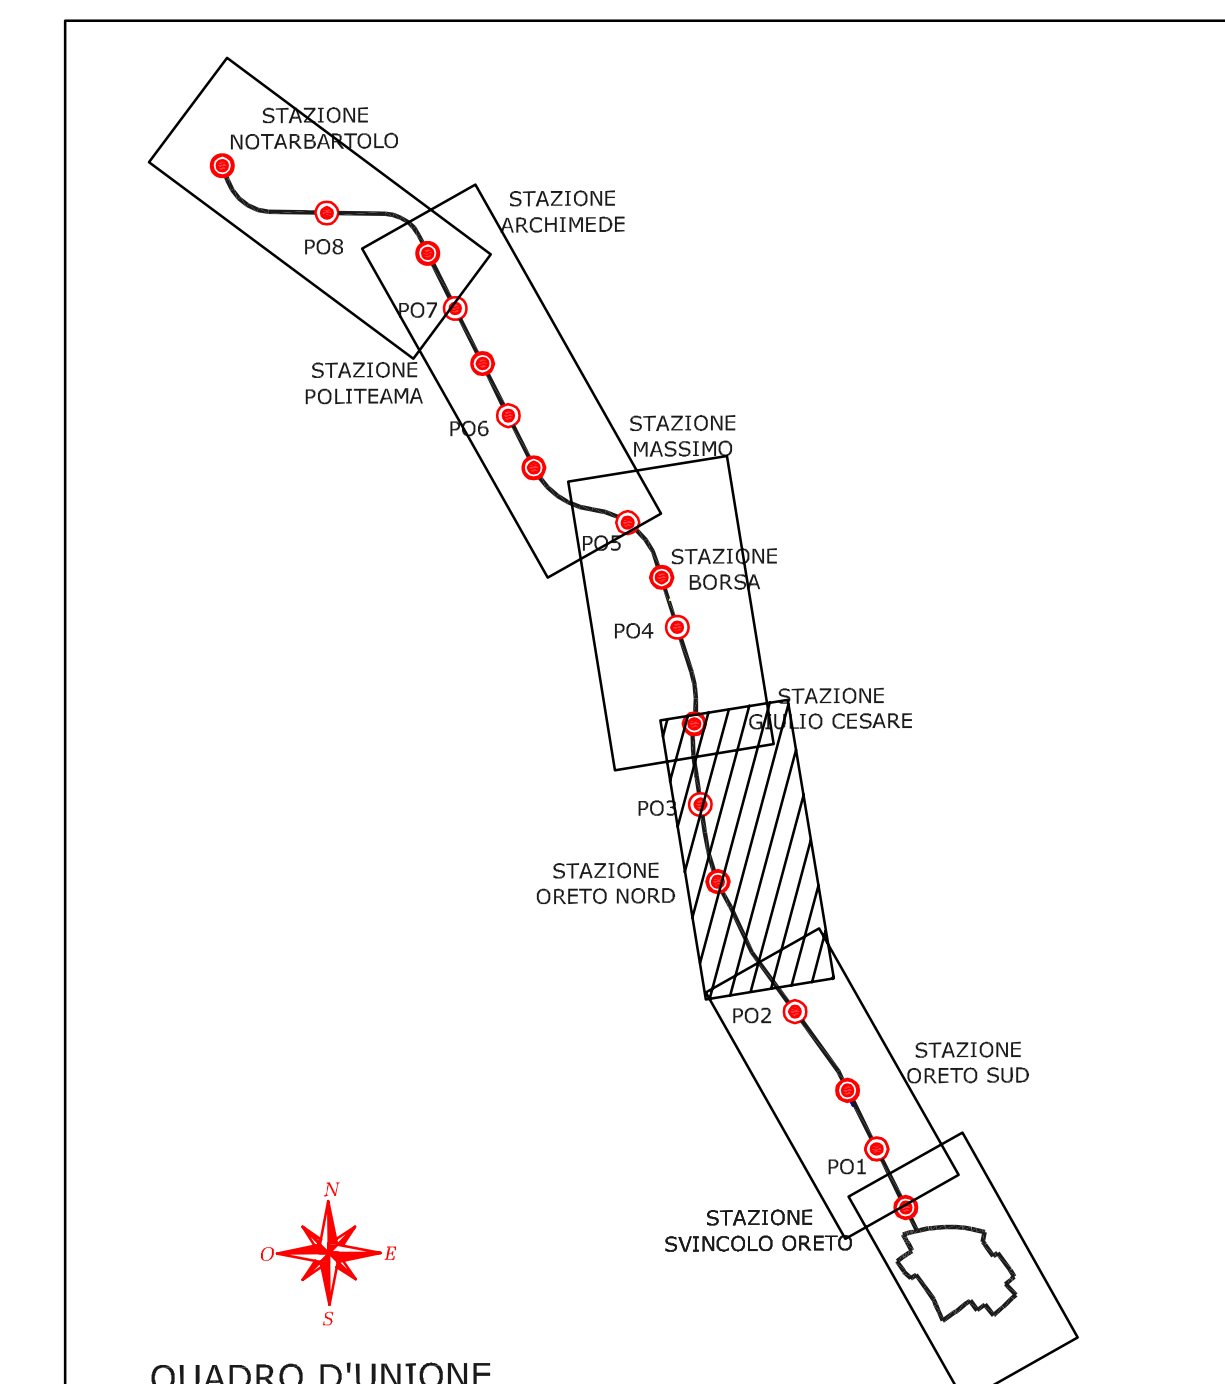 STAZIONE
NOTARBARTOLO
STAZIONE
ARCHIMEDE
PO8
PO7
STAZIONE
POLITEAMA
PO6
STAZIONE
MASSIMO
PO5
STAZIONE
BORSA
PO4
STAZIONE
GIULIO CESARE
PO3
STAZIONE
ORETO NORD
PO2
STAZIONE
ORETO SUD
PO1
STAZIONE
SVINCOLO ORETO
N
O E
S
QUADRO D'UNIONE